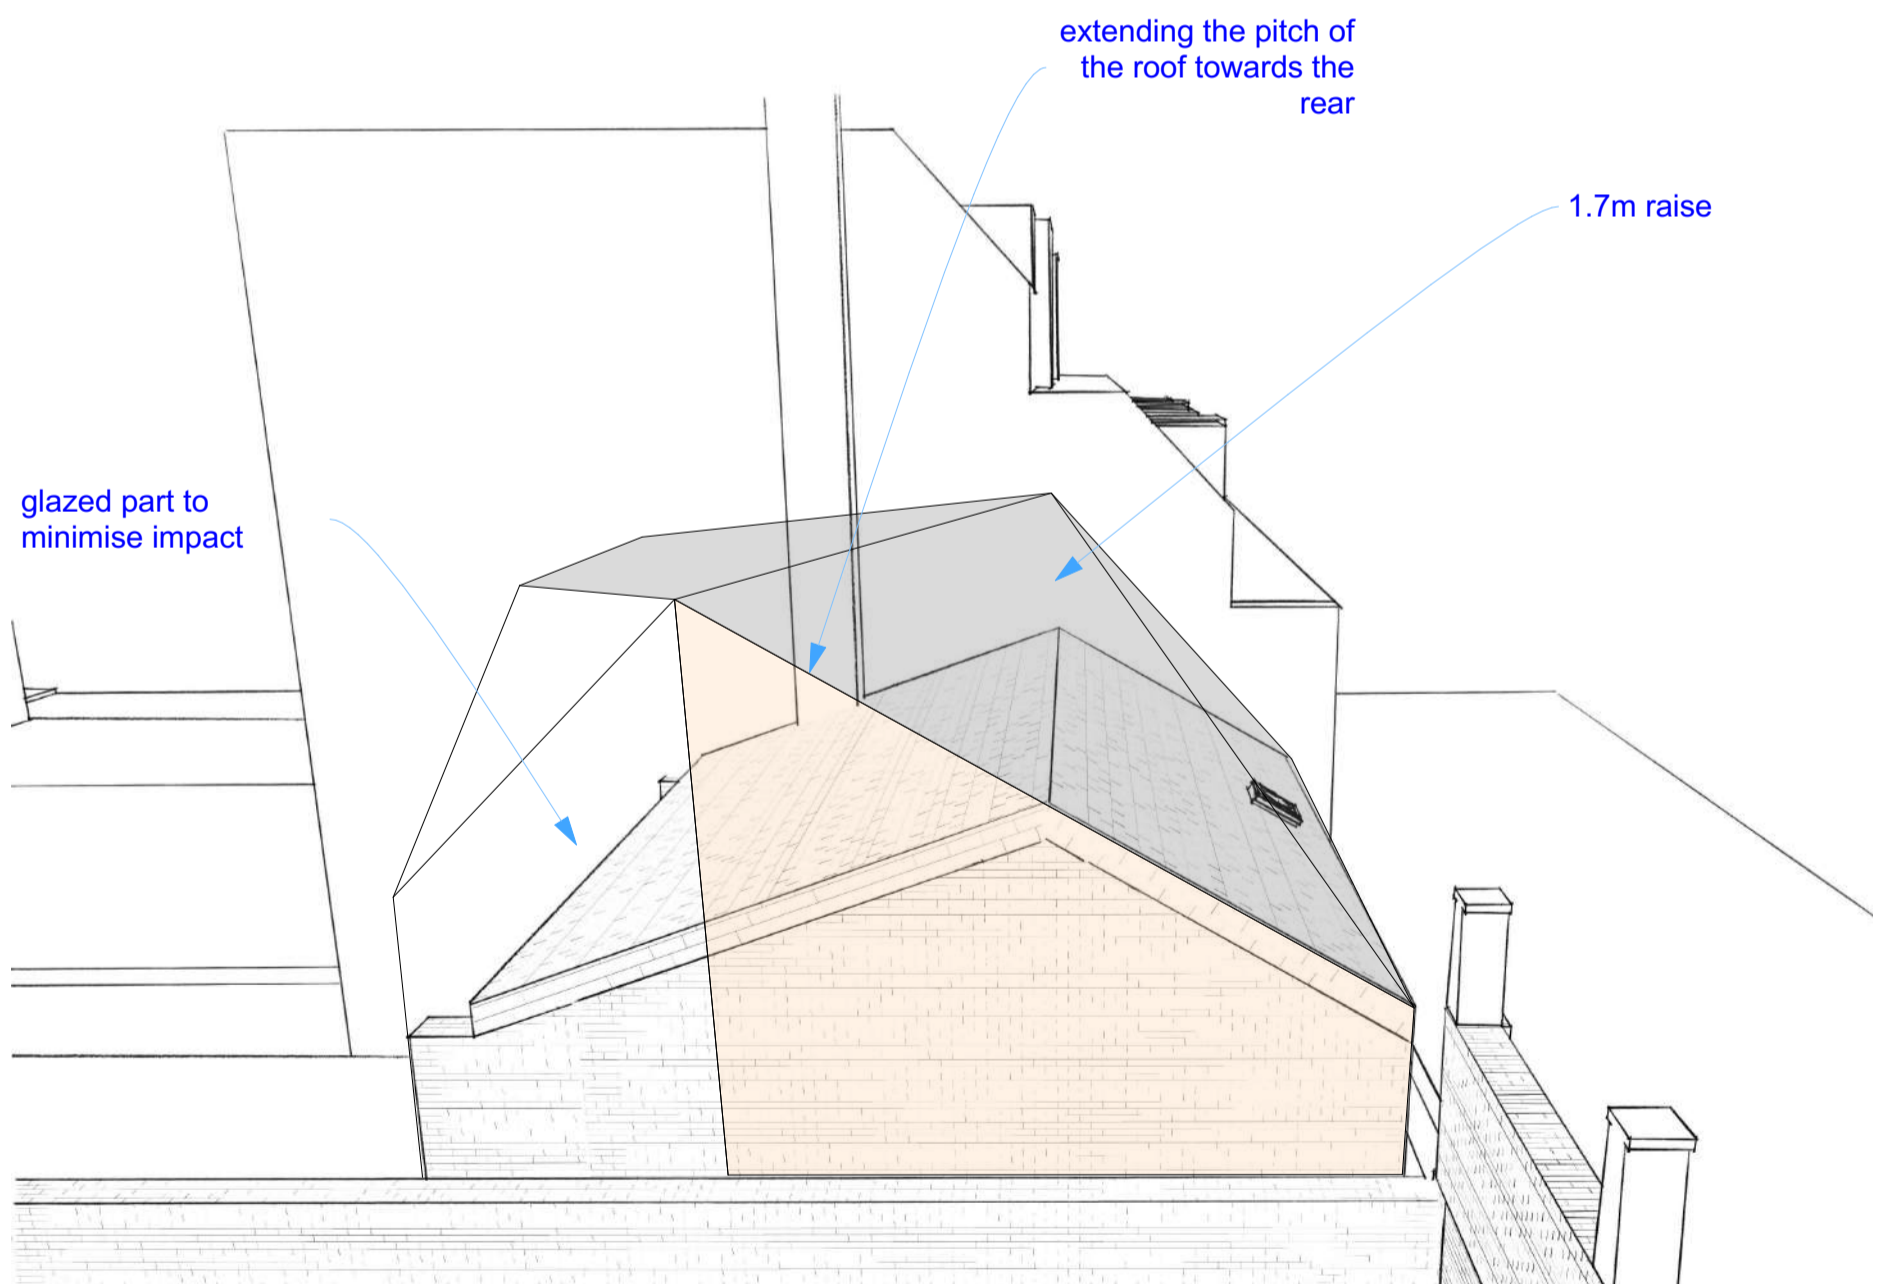 extending the pitch of
the roof towards the
rear
1.7m raise
glazed part to
minimise impact